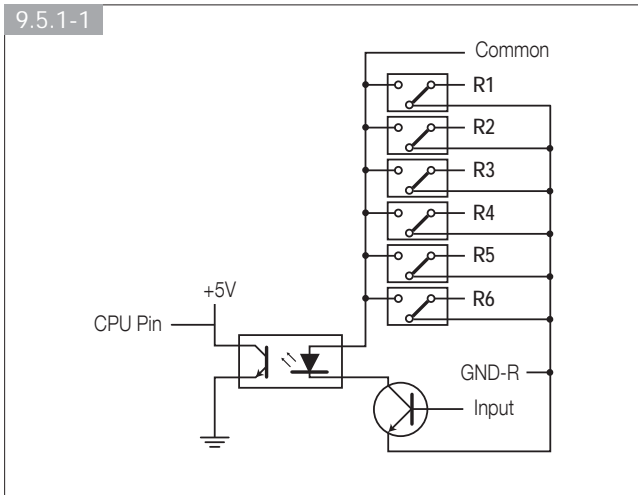 9.5.1-1
Common
R1
R2
R3
R4
R5
R6
+5V
CPU Pin
GND-R
Input